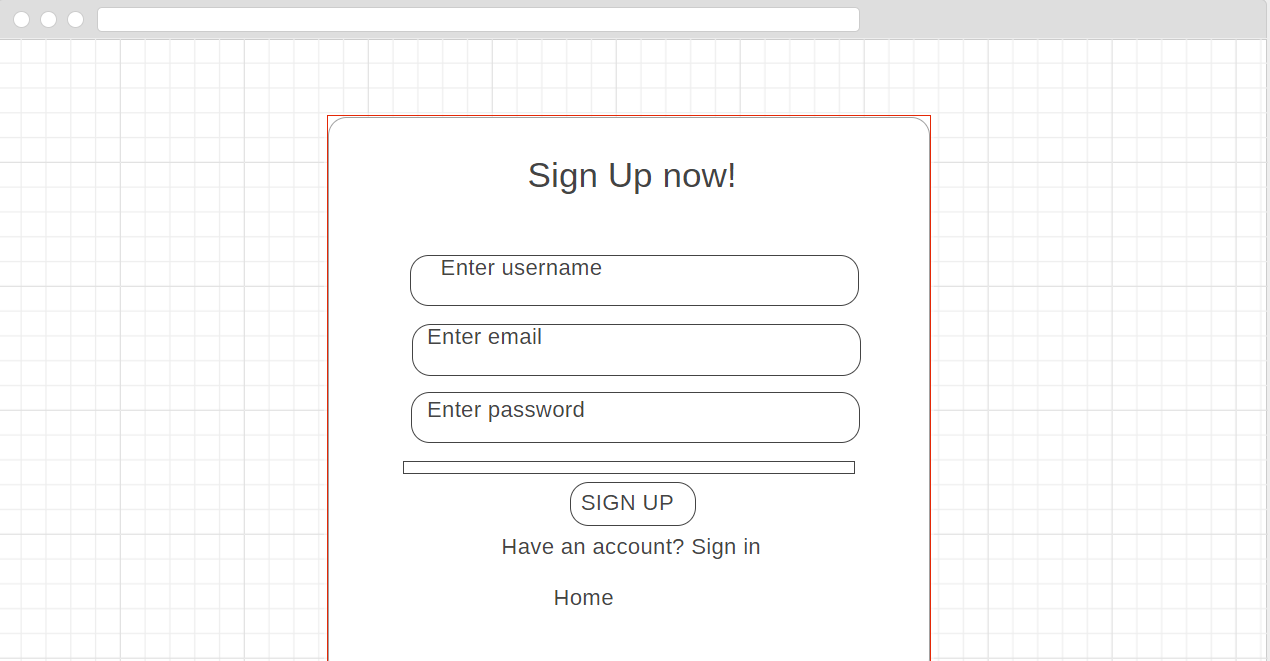 Sign Up now!
Enter username
Enter email
Enter password
SIGN UP
Have an account? Sign in
Home